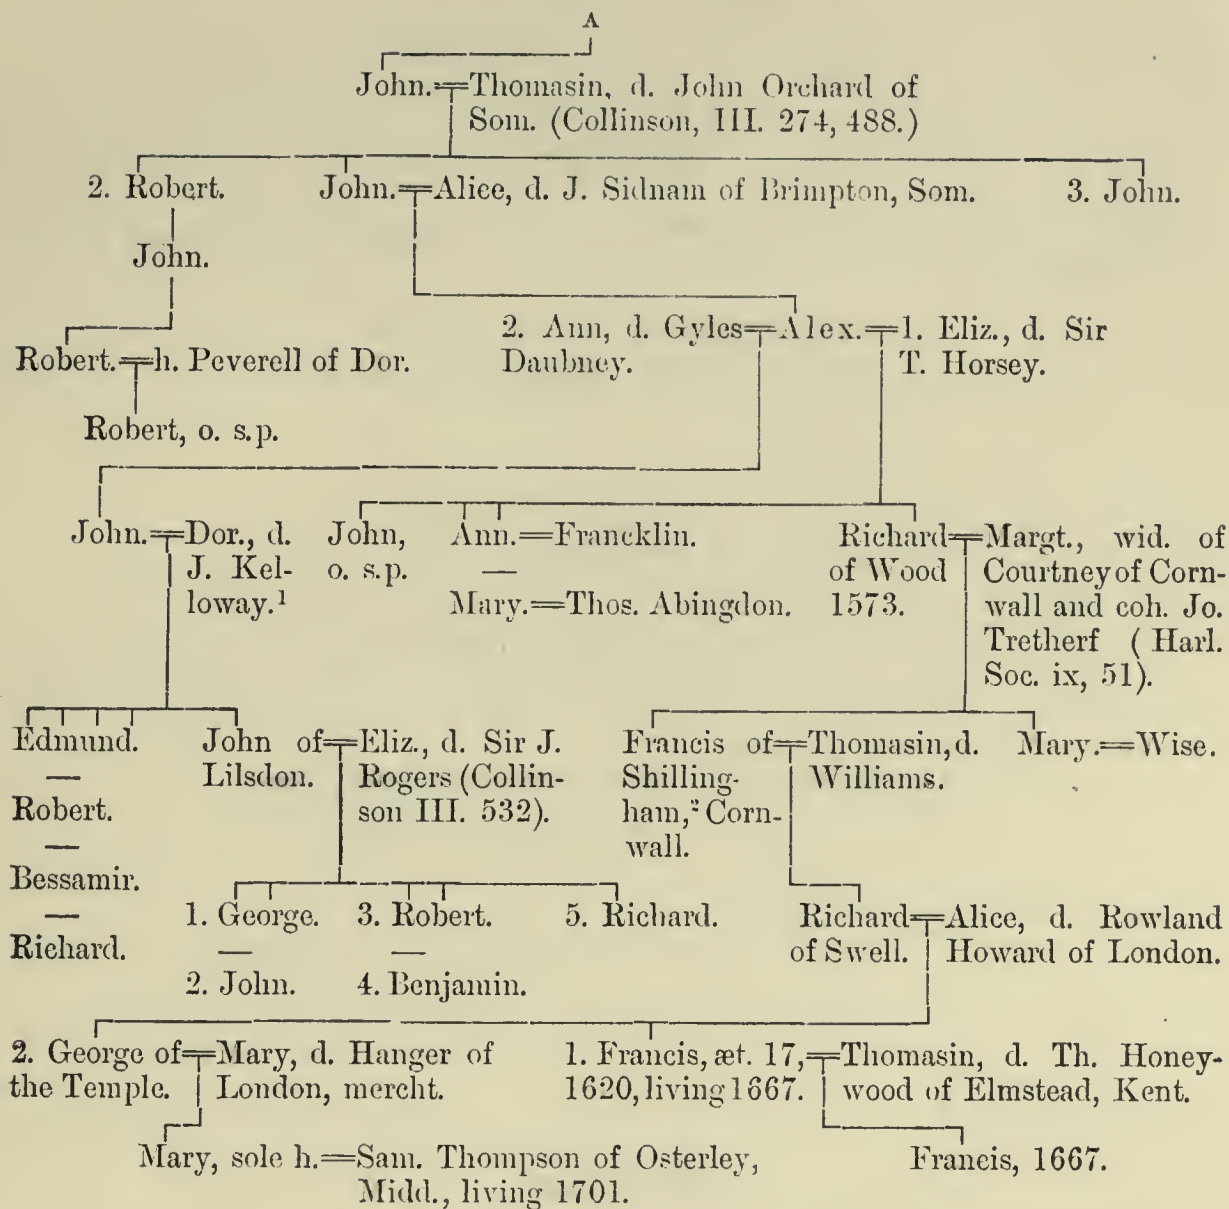 A
John.=Thomasin, d. John Orchard of
Som. (Collinson, III. 274, 488.)
2. Robert. John.=Alice, d. J. Sidnam of Brimpton, Som. 3. John.
John.
2. Ann, d. Gyles=Alex.=1. Eliz., d. Sir
Daubney. T. Horsey.
Robert.=h. Peverell of Dor.
Robert, o. s.p.
John.=Dor., d. John, Ann.=Francklin. Richard=Margt., wid. of
J. Kel- o. s.p. — of Wood Courtney of Corn-
loway.¹ Mary.=Thos. Abingdon. 1573. wall and coh. Jo.
Tretherf ( Harl.
Soc. ix, 51).
Edmund. John of=Eliz., d. Sir J. Francis of=Thomasin, d. Mary.=Wise.
— Lilsdon. Rogers (Collin- Shilling- Williams.
Robert. son III. 532). ham,² Corn-
— wall.
Bessamir.
— 1. George. 3. Robert. 5. Richard. Richard=Alice, d. Rowland
Richard. — — of Swell. Howard of London.
2. John. 4. Benjamin.
2. George of=Mary, d. Hanger of 1. Francis, æt. 17,=Thomasin, d. Th. Honey-
the Temple. London, mercht. 1620, living 1667. wood of Elmstead, Kent.
Mary, sole h.=Sam. Thompson of Osterley, Francis, 1667.
Midd., living 1701.